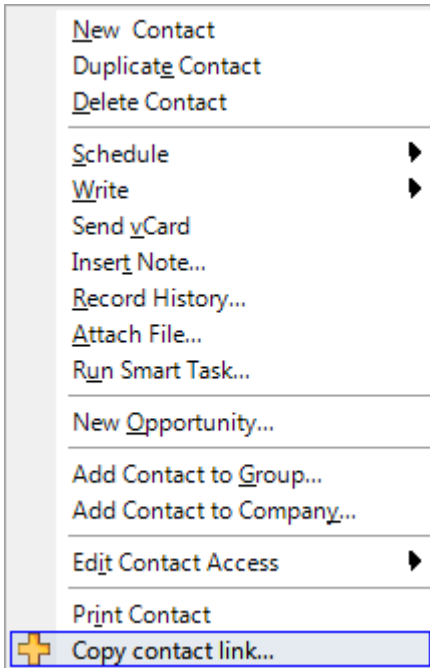 New  Contact
Duplicate Contact
Delete Contact
Schedule
Write
Send vCard
Insert Note...
Record History...
Attach File...
Run Smart Task...
New Opportunity...
Add Contact to Group...
Add Contact to Company...
Edit Contact Access
Print Contact
Copy contact link...